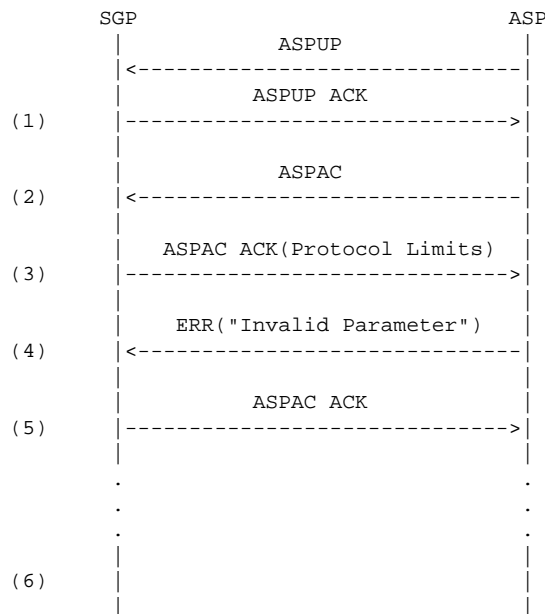 SGP ASP
ASPUP
ASPUP ACK
(1)
ASPAC
(2)
ASPAC ACK(Protocol Limits)
(3)
ERR("Invalid Parameter")
(4)
ASPAC ACK
(5)
(6)